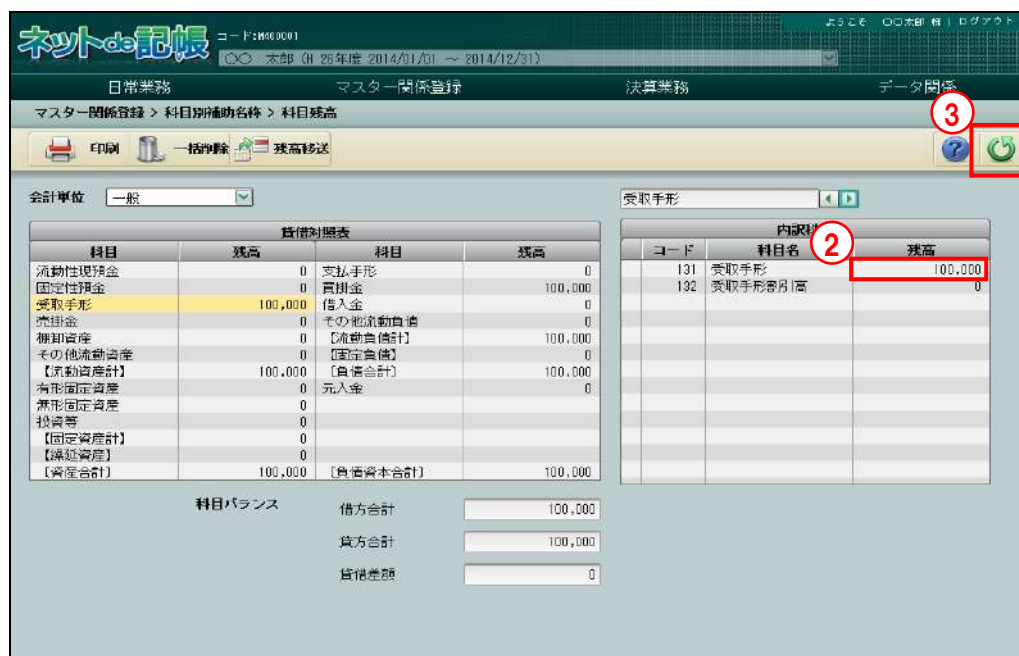 ようこそ 〇〇太郎 様 | ログアウト
ネットde記帳 コード:M460001
〇〇 太郎 (H 26年度 2014/01/01 ～ 2014/12/31)
日常業務 マスター関係登録 決算業務 データ関係
マスター関係登録 > 科目別補助名称 > 科目残高
③
印刷 一括削除 残高移送 ?
会計単位 一般 受取手形
貸借対照表
科目 残高 科目 残高
流動性現預金 0 支払手形 0
固定性預金 0 買掛金 100,000
受取手形 100,000 借入金 0
売掛金 0 その他流動負債 0
棚卸資産 0 【流動負債計】 100,000
その他流動資産 0 【固定負債】 0
【流動資産計】 100,000 【負債合計】 100,000
有形固定資産 0 元入金 0
無形固定資産 0
投資等 0
【固定資産計】 0
【繰延資産】 0
【資産合計】 100,000 【負債資本合計】 100,000
内訳科
②
コード 科目名 残高
131 受取手形 100,000
132 受取手形割引高 0
科目バランス 借方合計 100,000
貸方合計 100,000
貸借差額 0